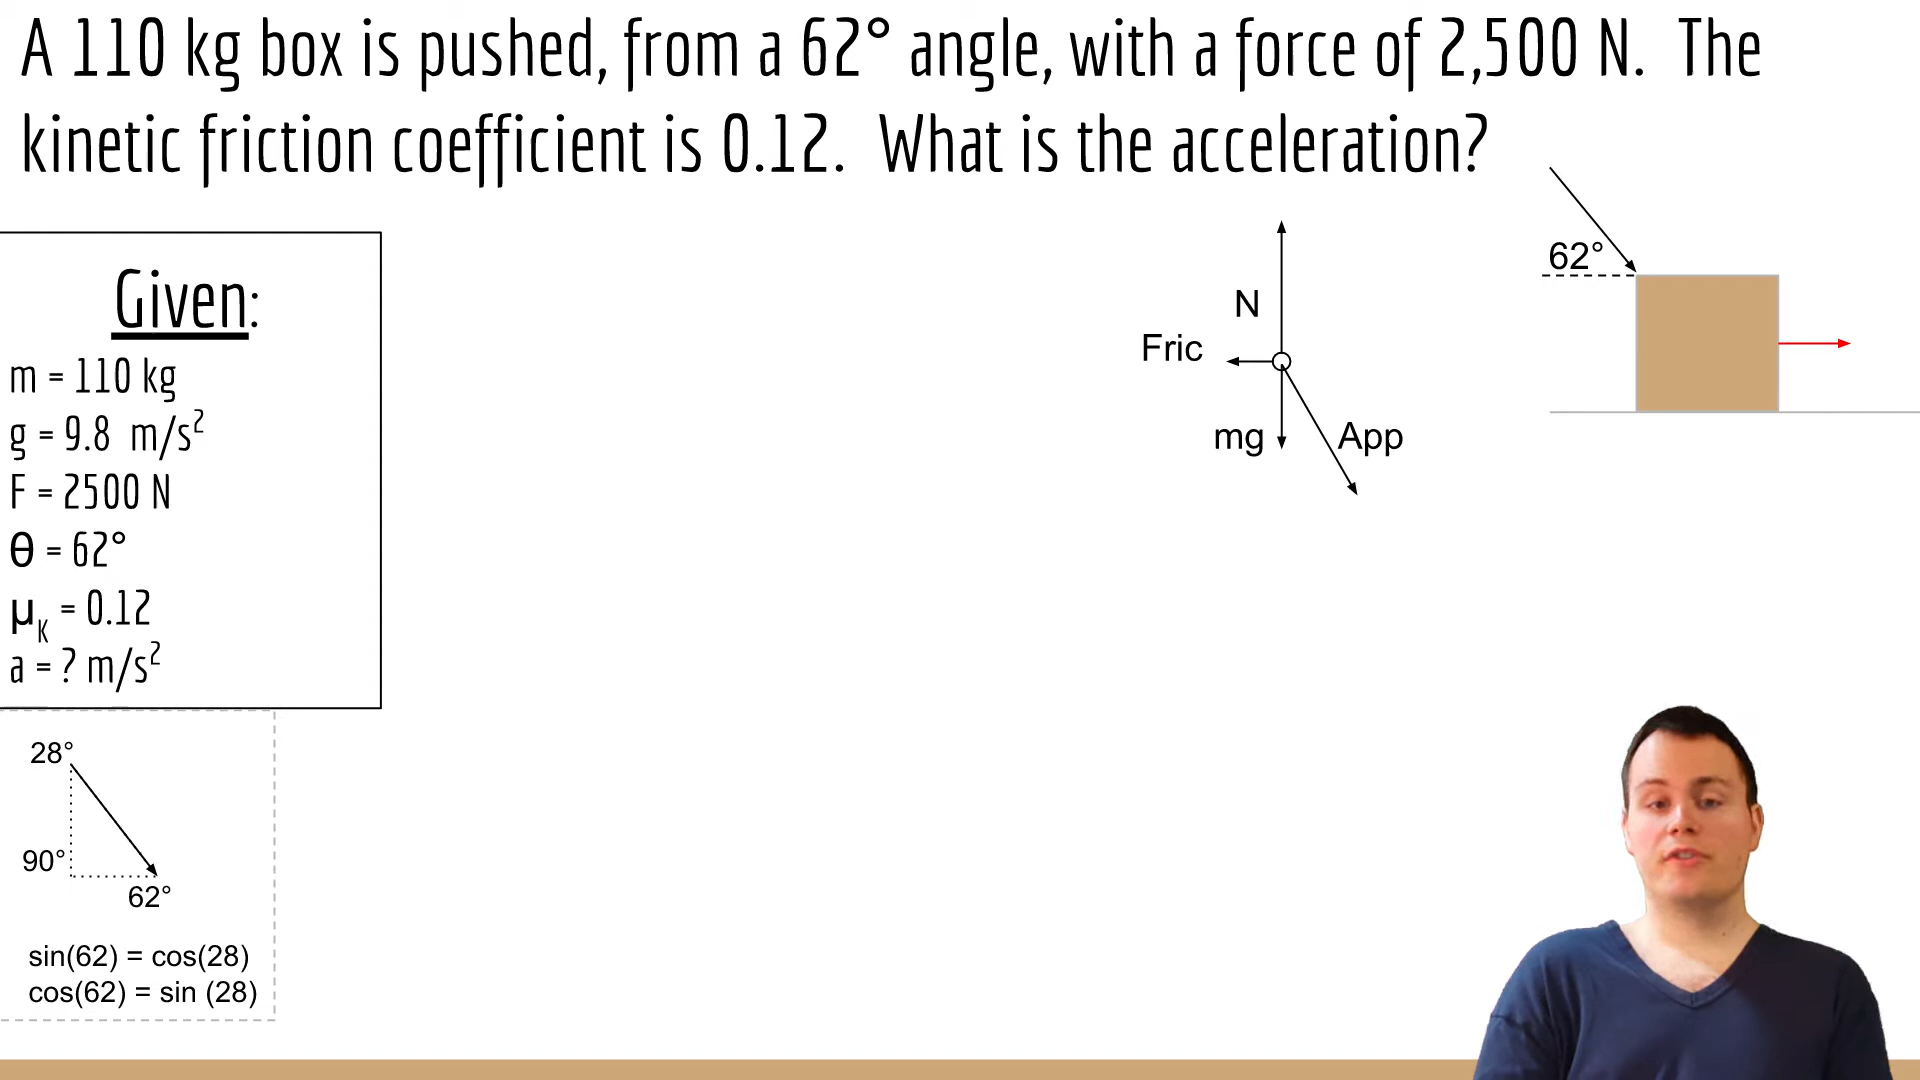 A 110 kg box is pushed, from a 62° angle, with a force of 2,500 N.  The
kinetic friction coefficient is 0.12.  What is the acceleration?
Given:
m = 110 kg
g = 9.8 m/s²
F = 2500 N
θ = 62°
μₖ = 0.12
a = ? m/s²
28°
90°
62°
sin(62) = cos(28)
cos(62) = sin (28)
N
Fric
mg
App
62°